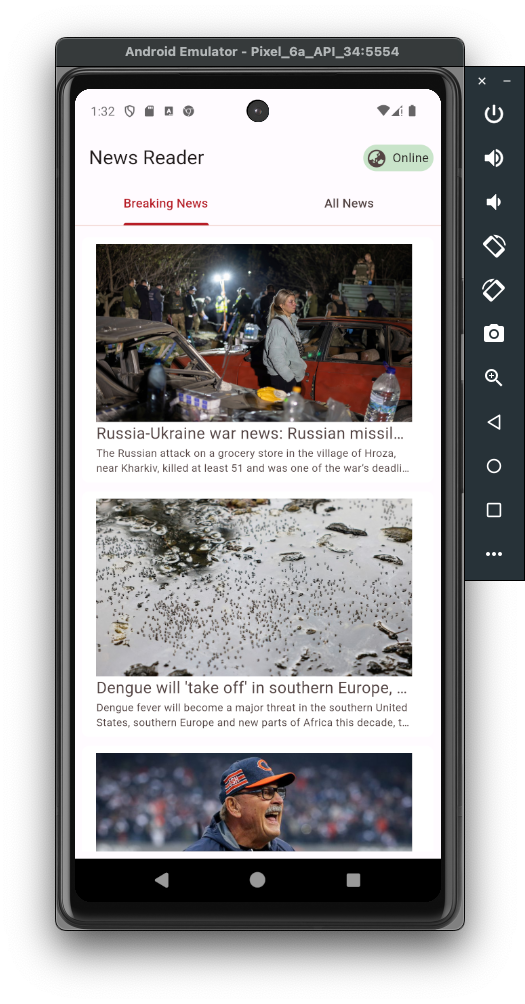 Android Emulator - Pixel_6a_API_34:5554
1:32
News Reader
Online
Breaking News
All News
Russia-Ukraine war news: Russian missil...
The Russian attack on a grocery store in the village of Hroza,
near Kharkiv, killed at least 51 and was one of the war's deadli...
Dengue will 'take off' in southern Europe, ...
Dengue fever will become a major threat in the southern United
States, southern Europe and new parts of Africa this decade, t...